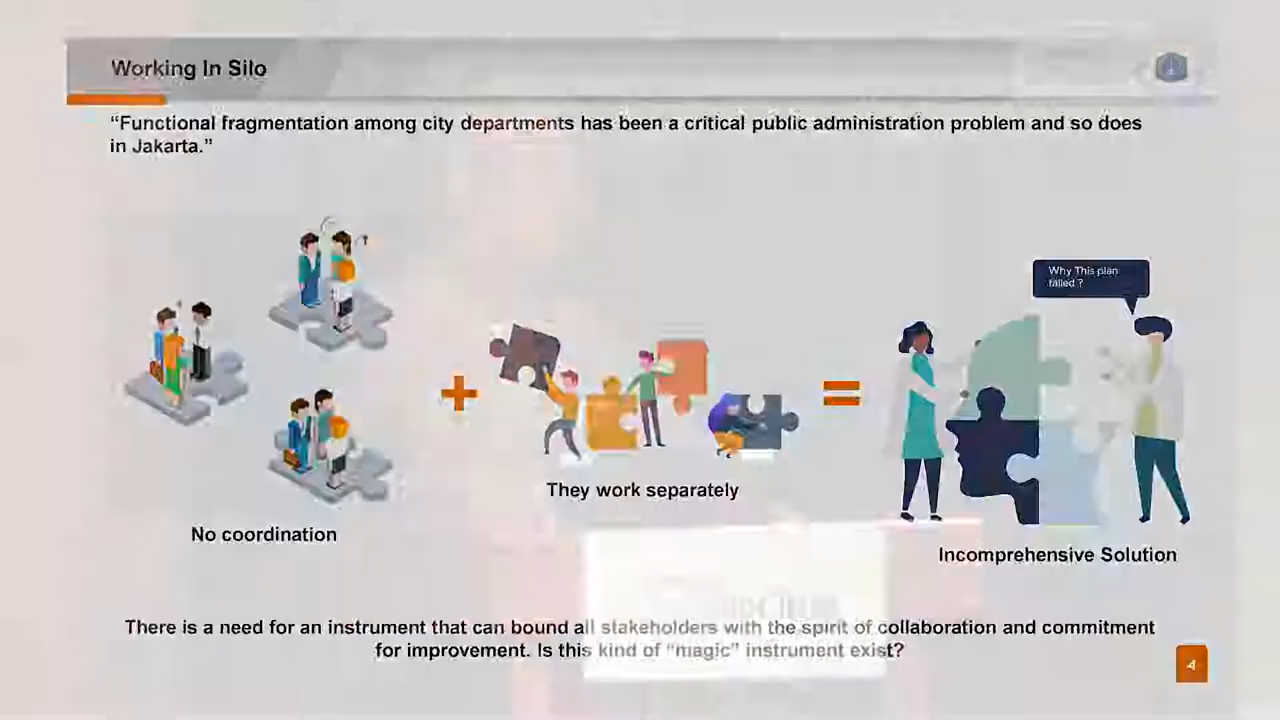 Working In Silo
“Functional fragmentation among city departments has been a critical public administration problem and so does
in Jakarta.”
Why This plan
failed ?
They work separately
No coordination
Incomprehensive Solution
There is a need for an instrument that can bound all stakeholders with the spirit of collaboration and commitment
for improvement. Is this kind of “magic” instrument exist?
4